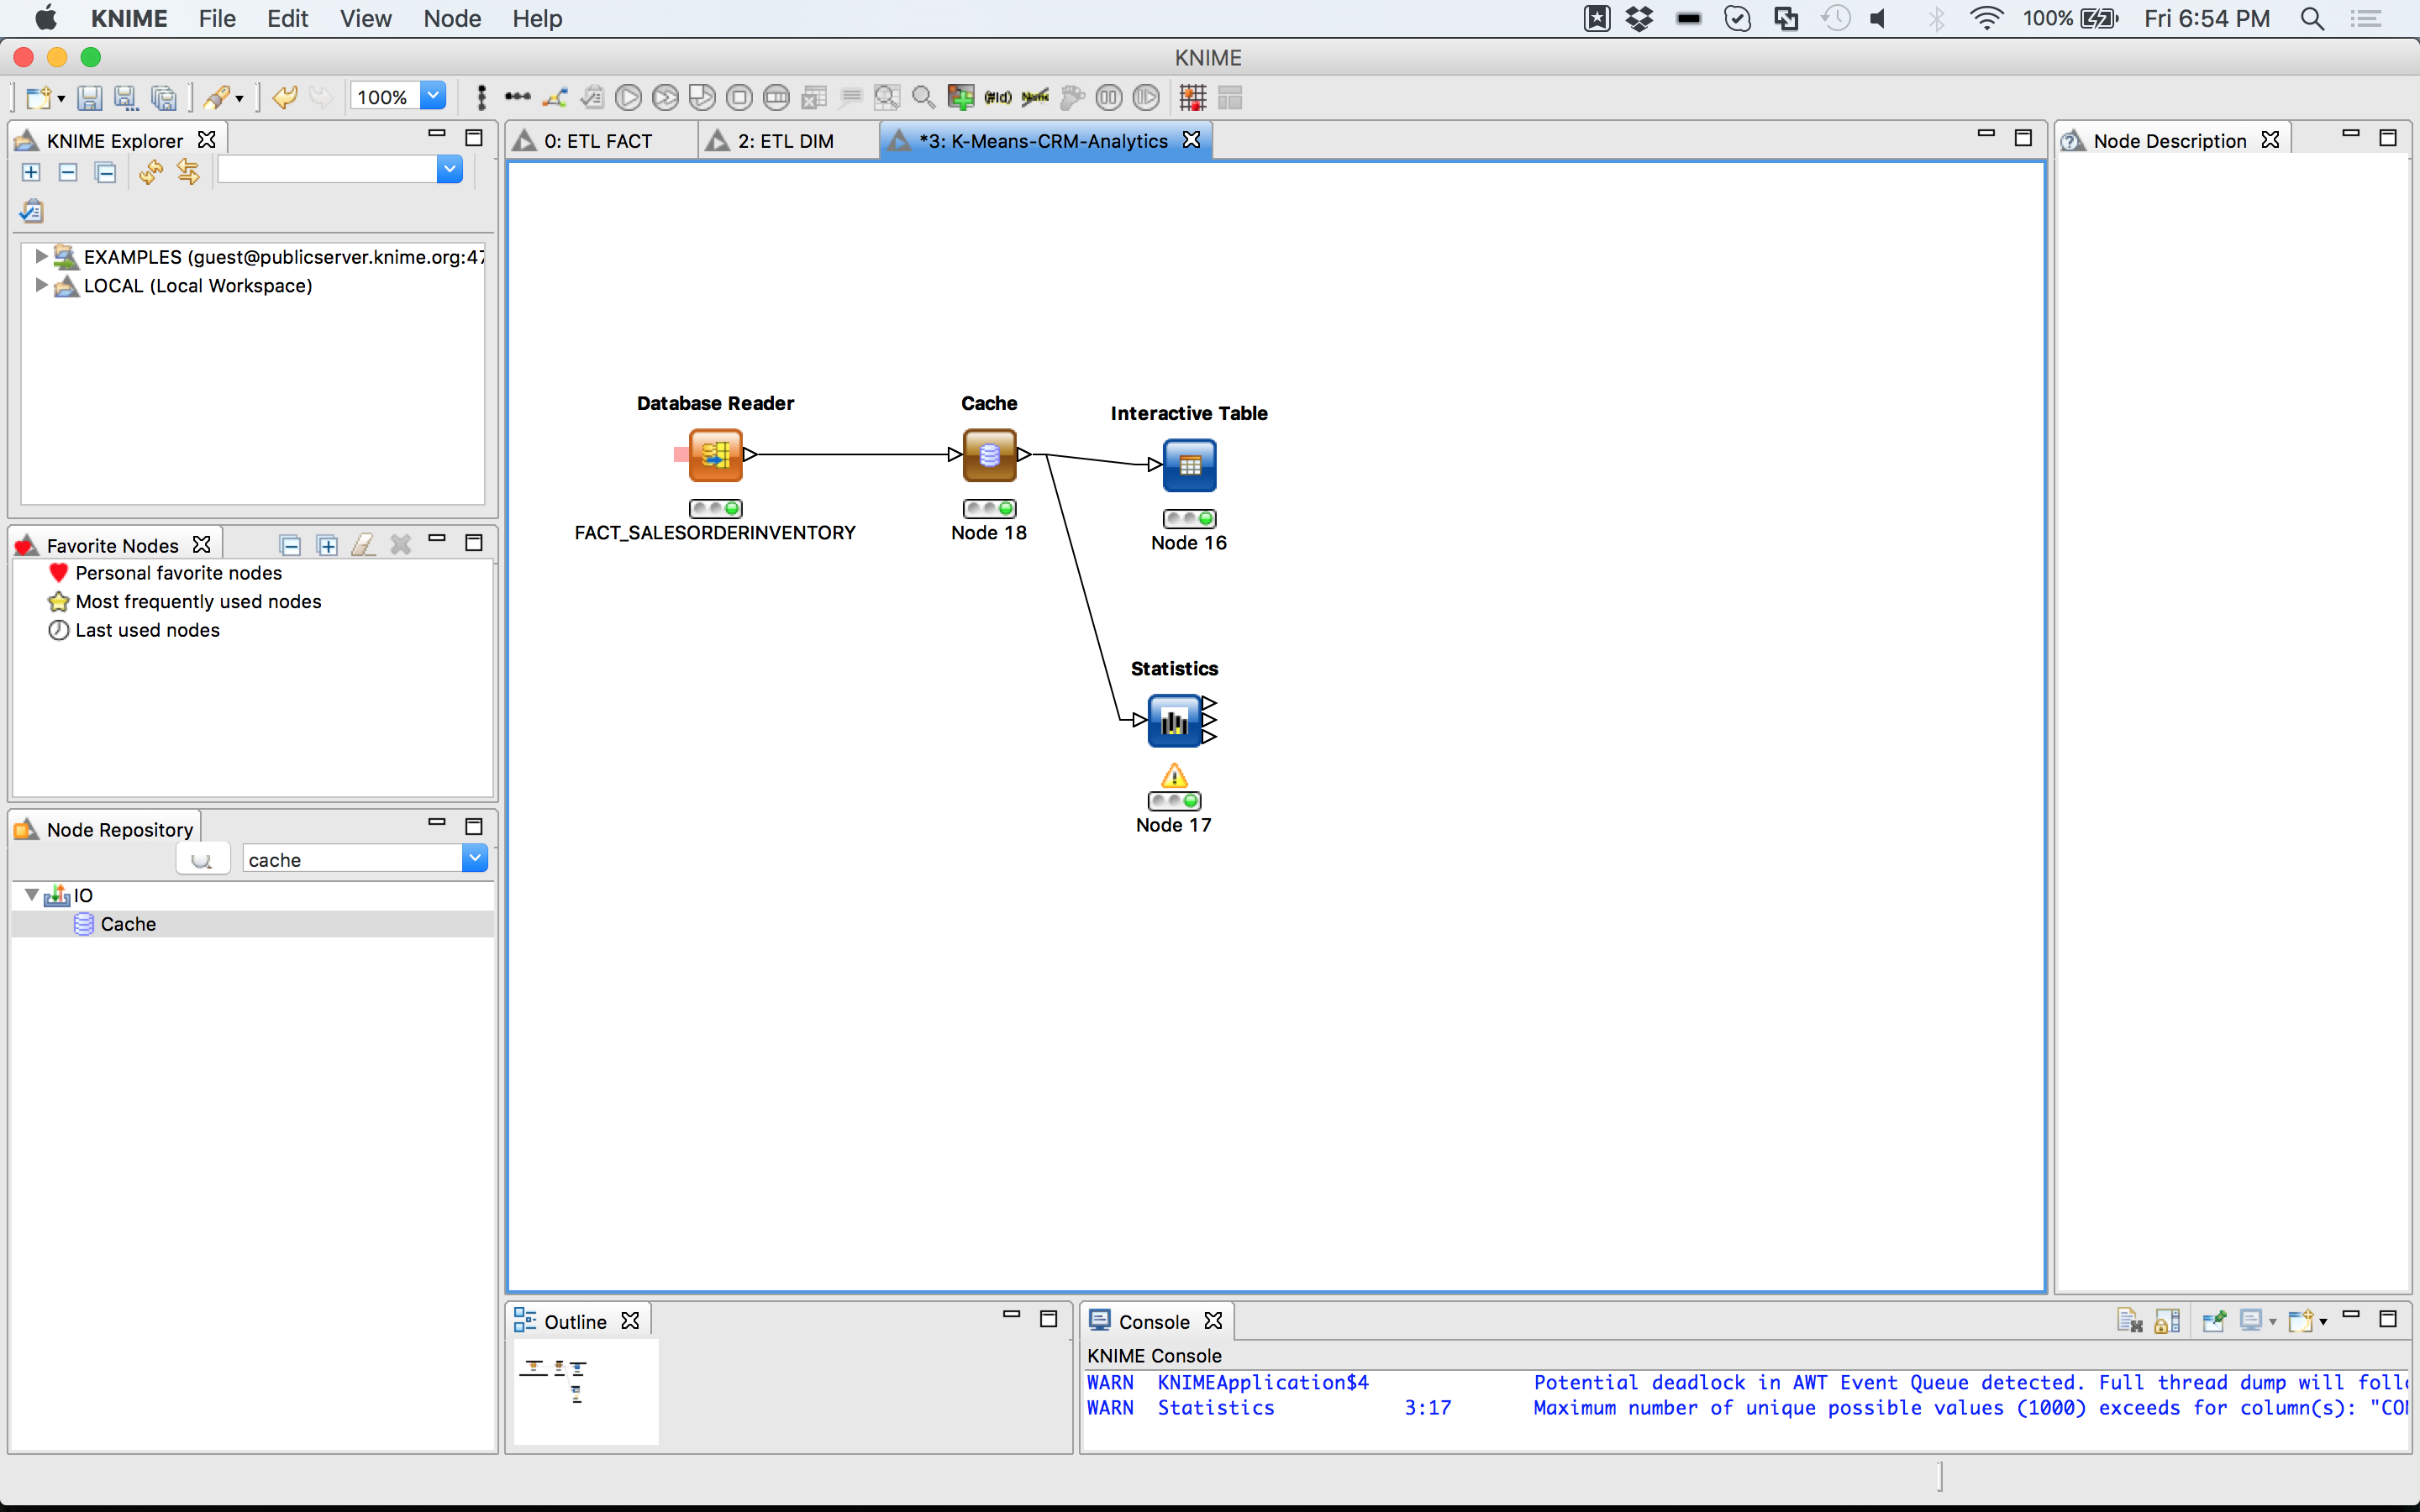 KNIME File Edit View Node Help 100% Fri 6:54 PM
KNIME
100% (#Id) Name
KNIME Explorer
0: ETL FACT
2: ETL DIM
*3: K-Means-CRM-Analytics
Node Description
EXAMPLES (guest@publicserver.knime.org:47
LOCAL (Local Workspace)
Favorite Nodes
Personal favorite nodes
Most frequently used nodes
Last used nodes
Node Repository
cache
IO
Cache
Database Reader
FACT_SALESORDERINVENTORY
Cache
Node 18
Interactive Table
Node 16
Statistics
Node 17
Outline
Console
KNIME Console
WARN KNIMEApplication$4 Potential deadlock in AWT Event Queue detected. Full thread dump will foll
WARN Statistics 3:17 Maximum number of unique possible values (1000) exceeds for column(s): "CO